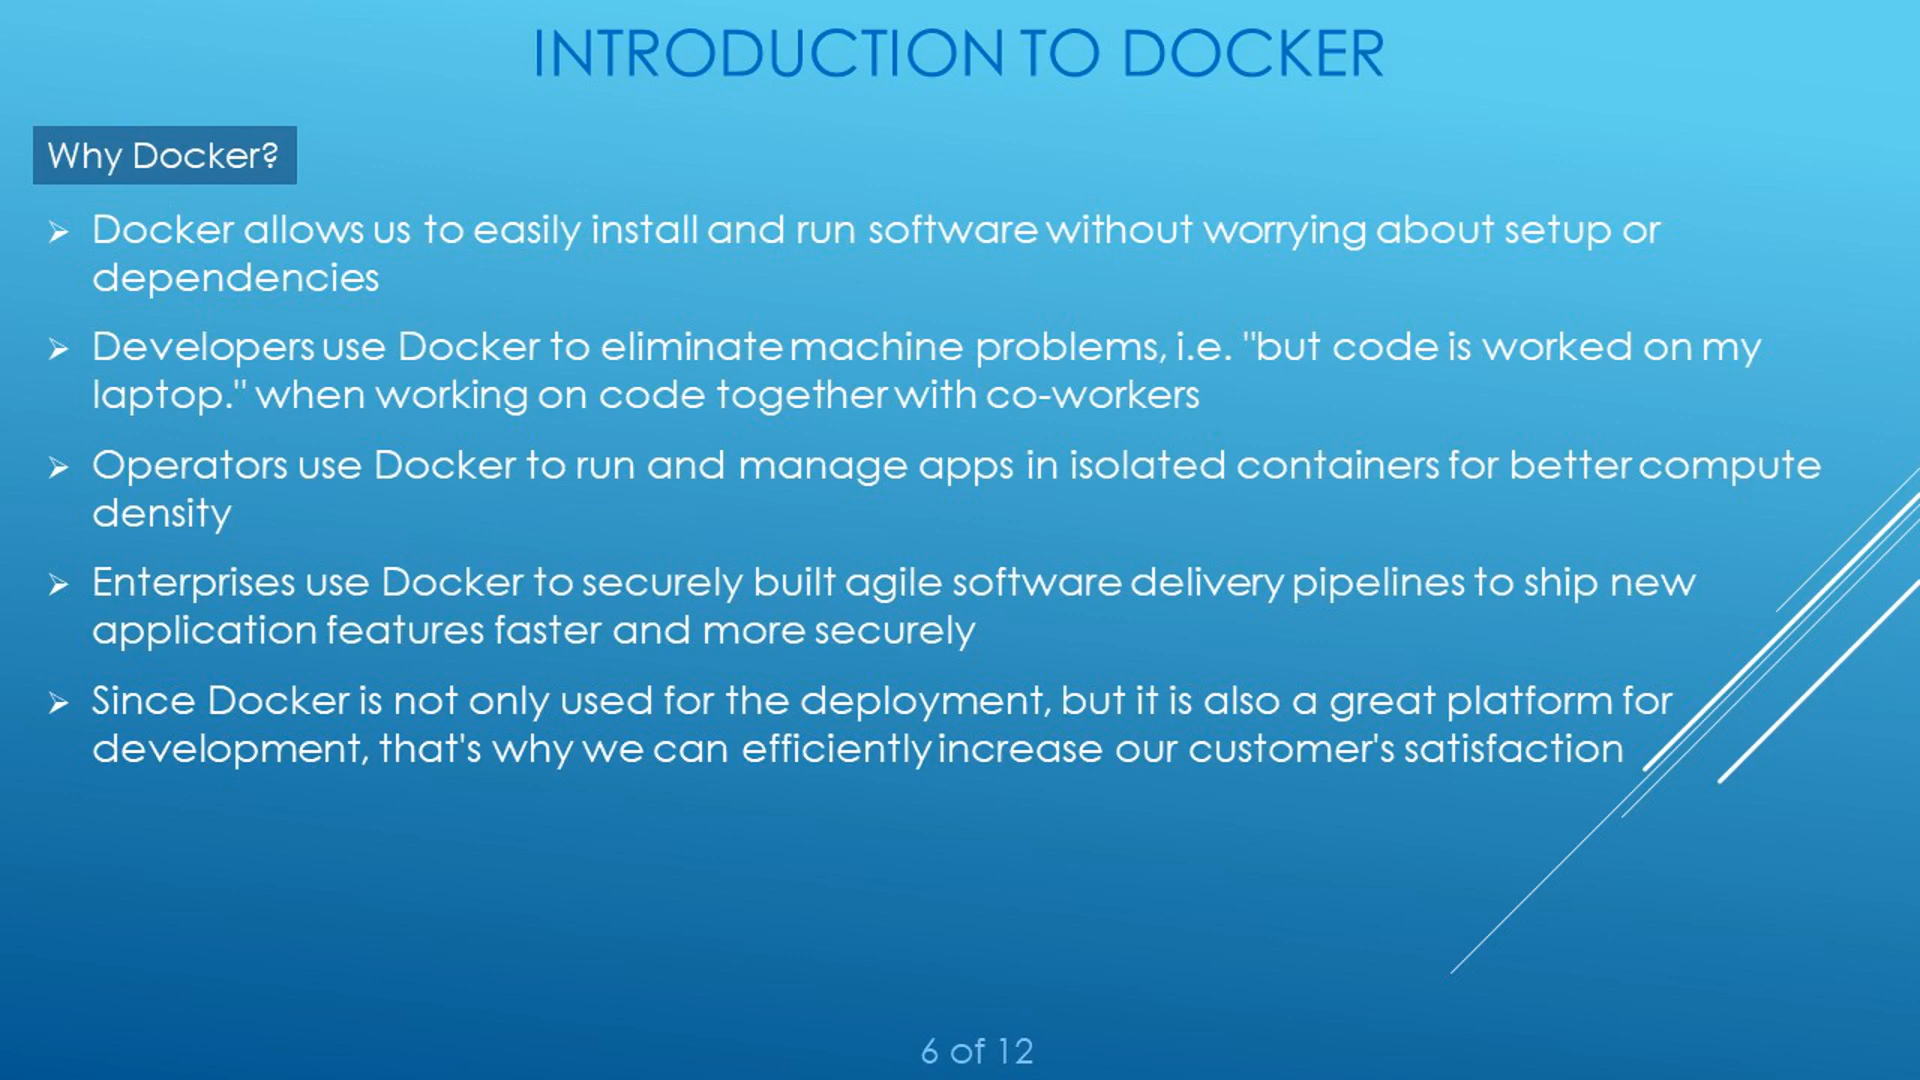 INTRODUCTION TO DOCKER
Why Docker?
➢ Docker allows us to easily install and run software without worrying about setup or
dependencies
➢ Developers use Docker to eliminate machine problems, i.e. "but code is worked on my
laptop." when working on code together with co-workers
➢ Operators use Docker to run and manage apps in isolated containers for better compute
density
➢ Enterprises use Docker to securely built agile software delivery pipelines to ship new
application features faster and more securely
➢ Since Docker is not only used for the deployment, but it is also a great platform for
development, that's why we can efficiently increase our customer's satisfaction
6 of 12